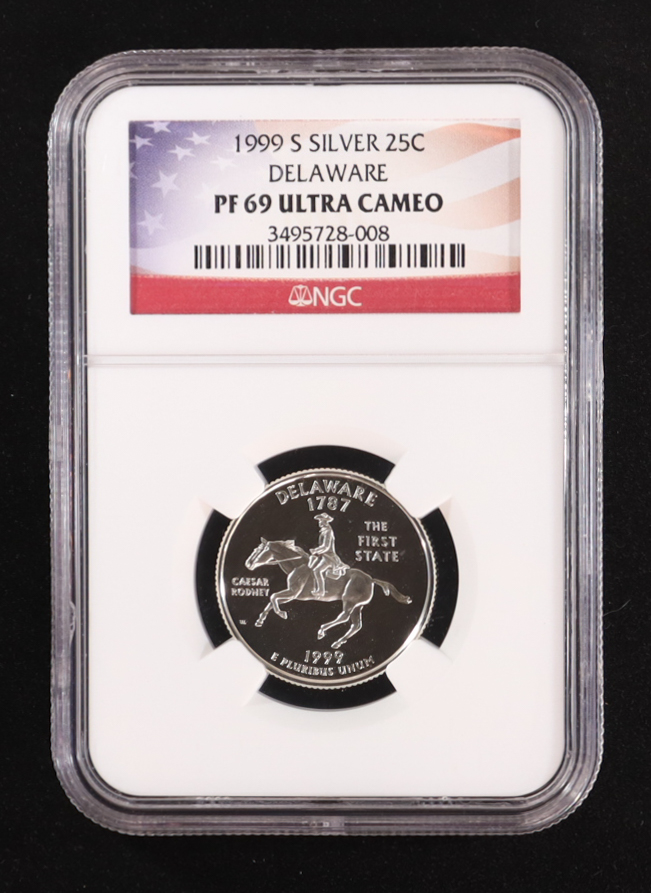 1999 S SILVER 25C
DELAWARE
PF 69 ULTRA CAMEO
3495728-008
NGC
DELAWARE
1787
THE
FIRST
STATE
CAESAR
RODNEY
1999
E PLURIBUS UNUM